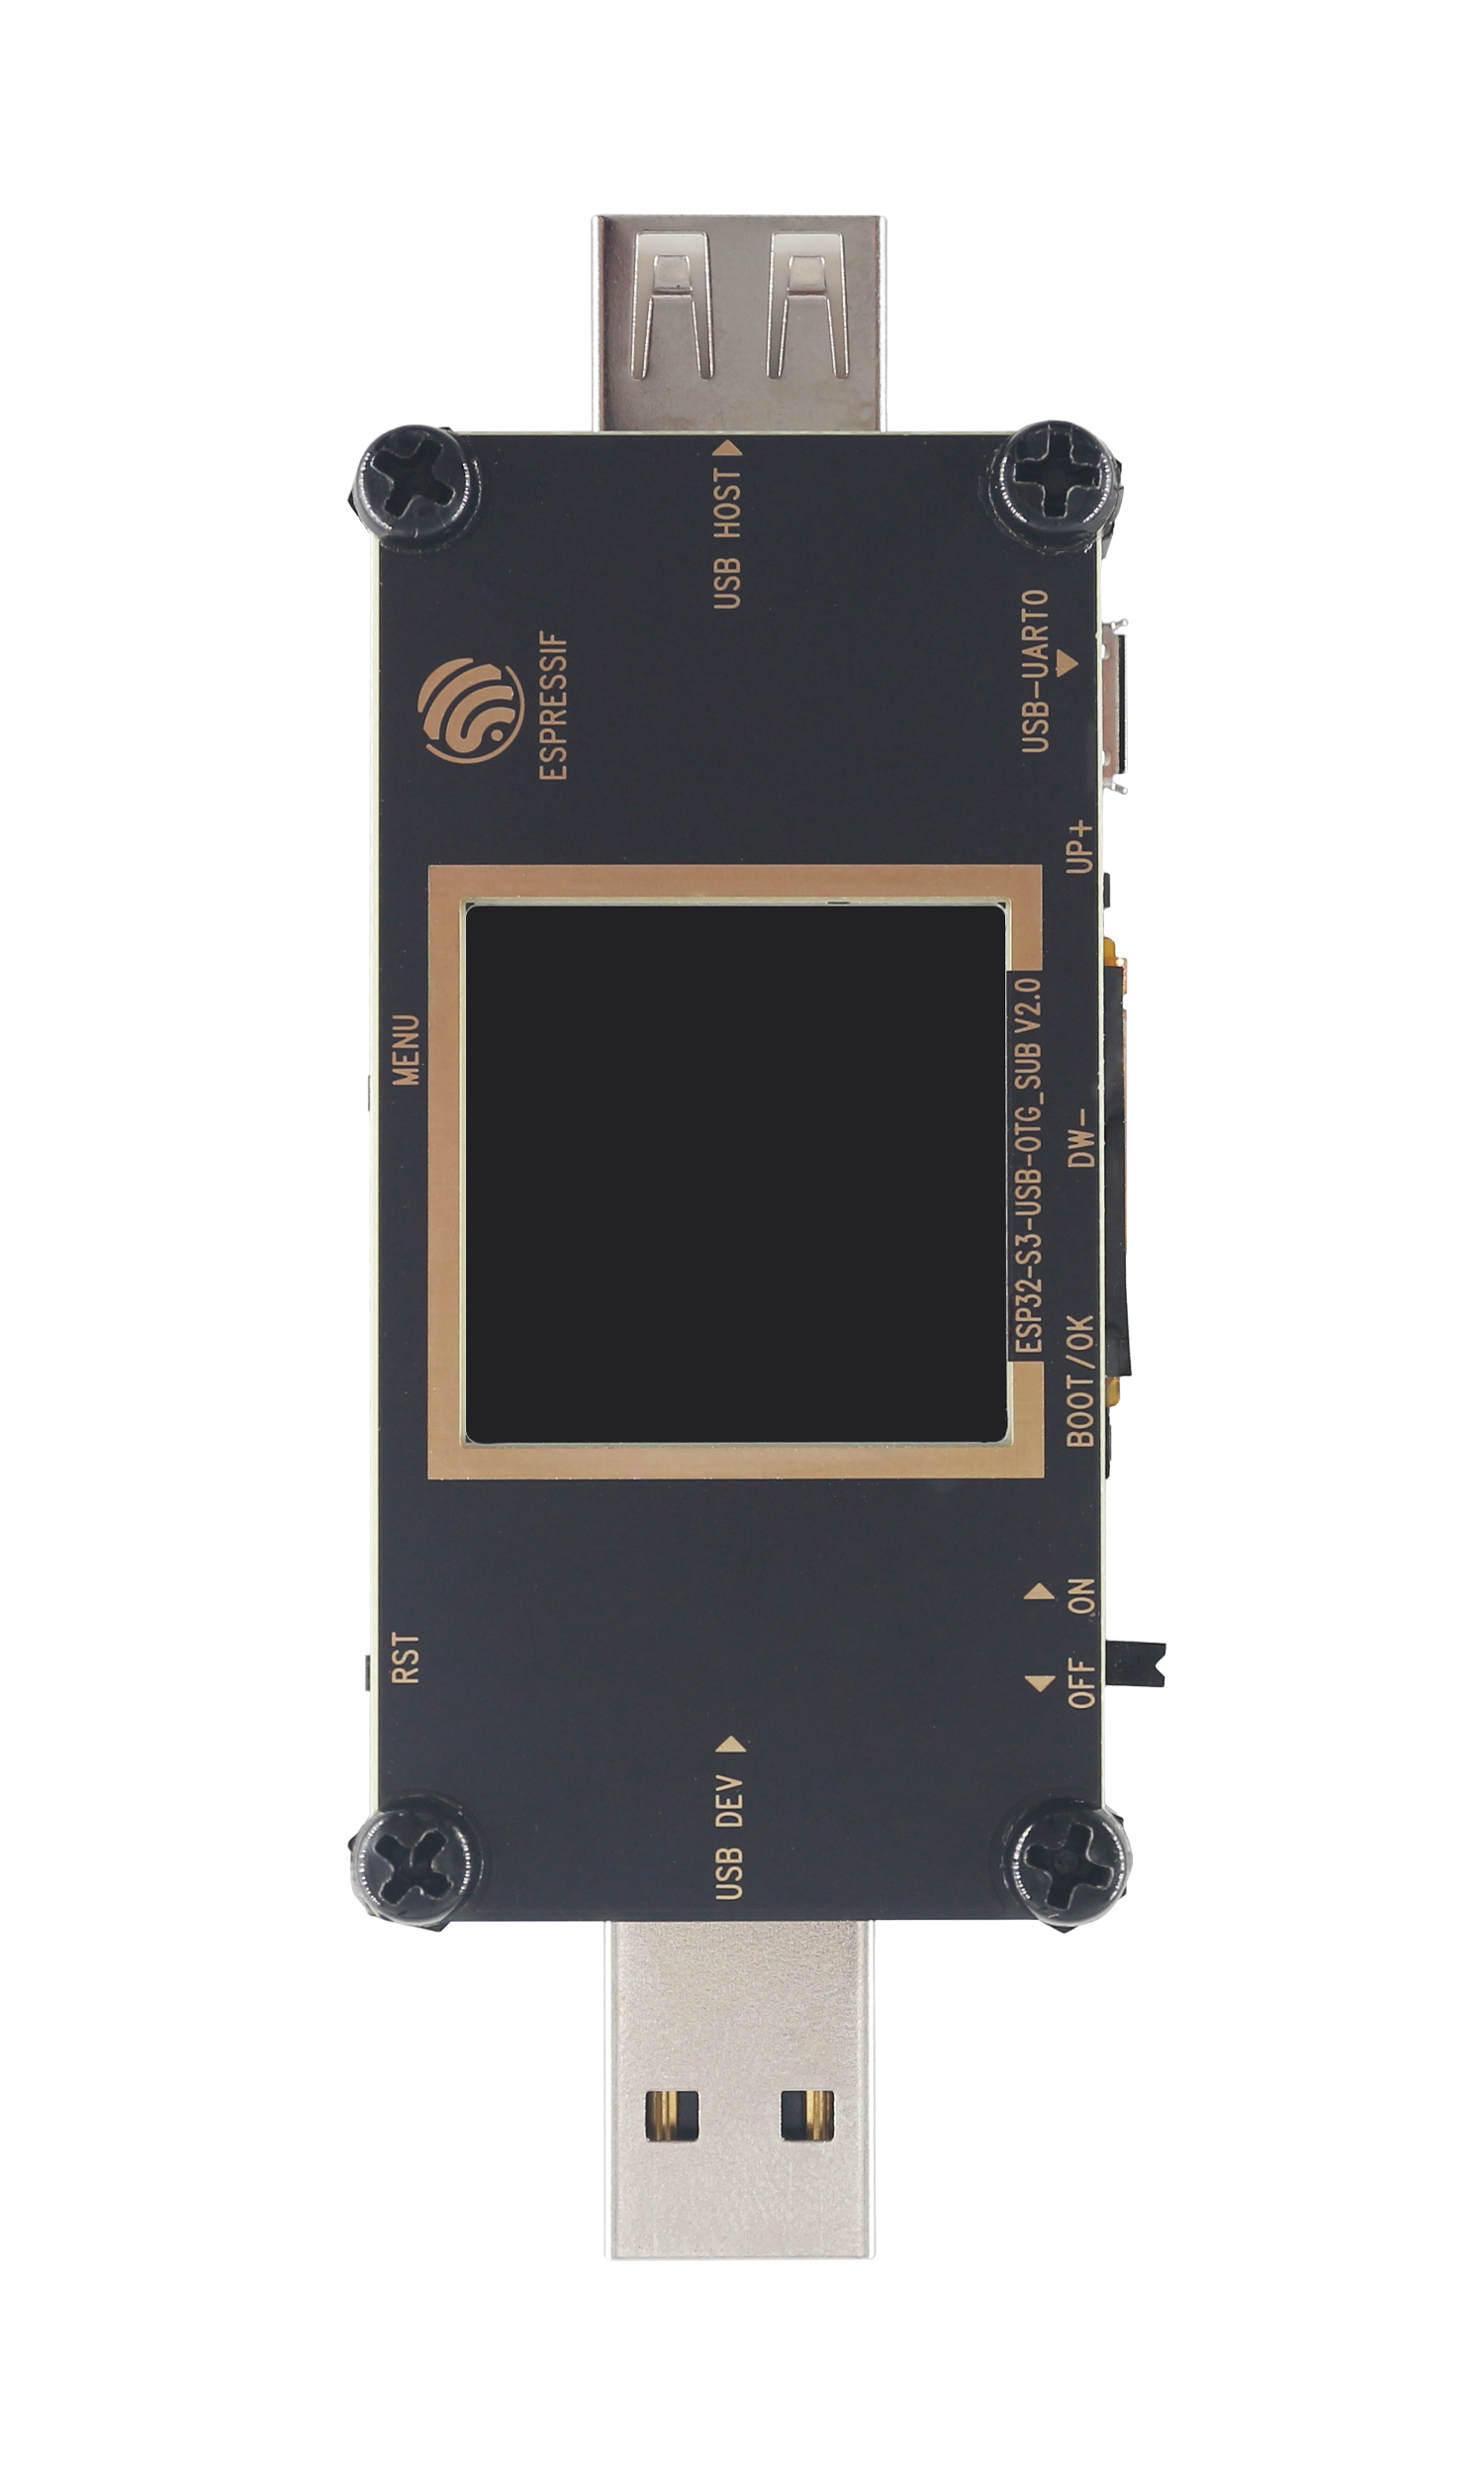 USB HOST
USB-UART0
ESPRESSIF
UP+
MENU
ESP32-S3-USB-OTG_SUB V2.0
DW-
BOOT/OK
ON
OFF
RST
USB DEV